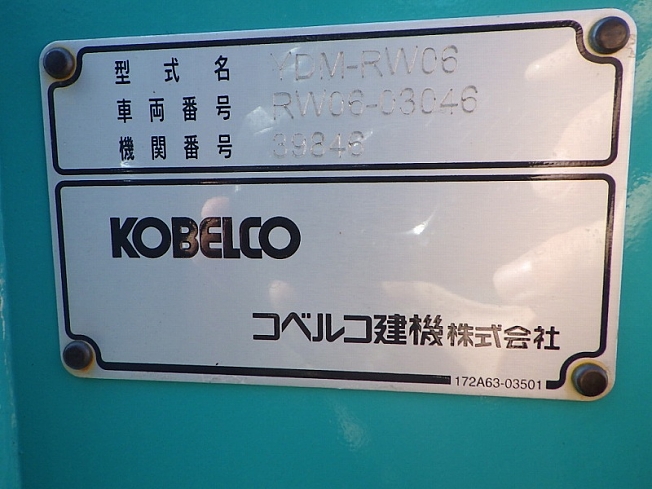 型式名 YDM-RW06
車両番号 RW06-03046
機関番号 39846
KOBELCO
コベルコ建機株式会社
172A63-03501